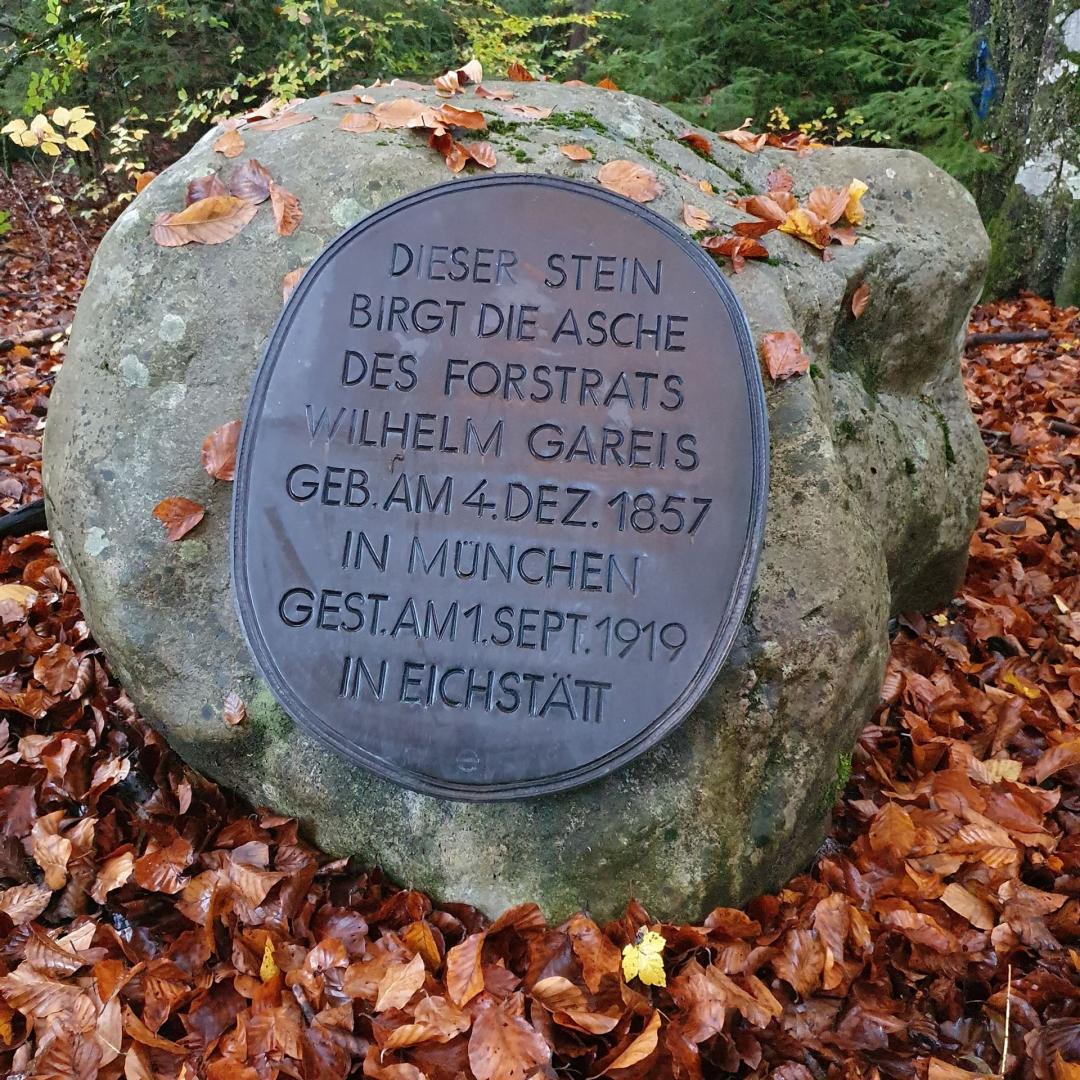 DIESER STEIN
BIRGT DIE ASCHE
DES FORSTRATS
WILHELM GAREIS
GEB. AM 4. DEZ. 1857
IN MÜNCHEN
GEST. AM 1. SEPT. 1919
IN EICHSTÄTT